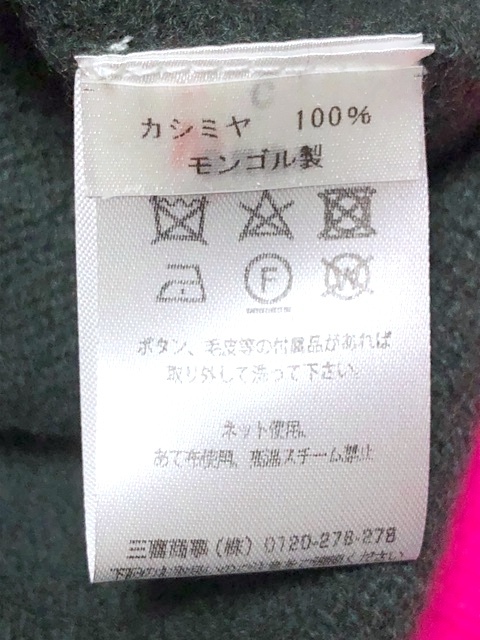 カシミヤ 100%
モンゴル製
F
W
ボタン、毛皮等の付属品があれば
取り外して洗って下さい。
ネット使用。
あて布使用。高温スチーム禁止
三喜商事(株) 0120-278-278